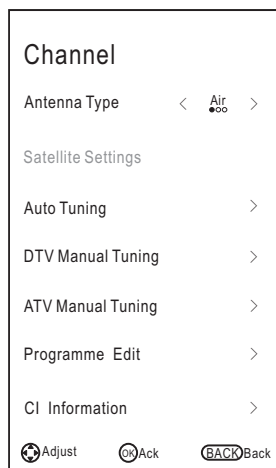 Channel
Antenna Type < Air >
Satellite Settings
Auto Tuning >
DTV Manual Tuning >
ATV Manual Tuning >
Programme Edit >
CI Information >
Adjust OK Ack BACK Back